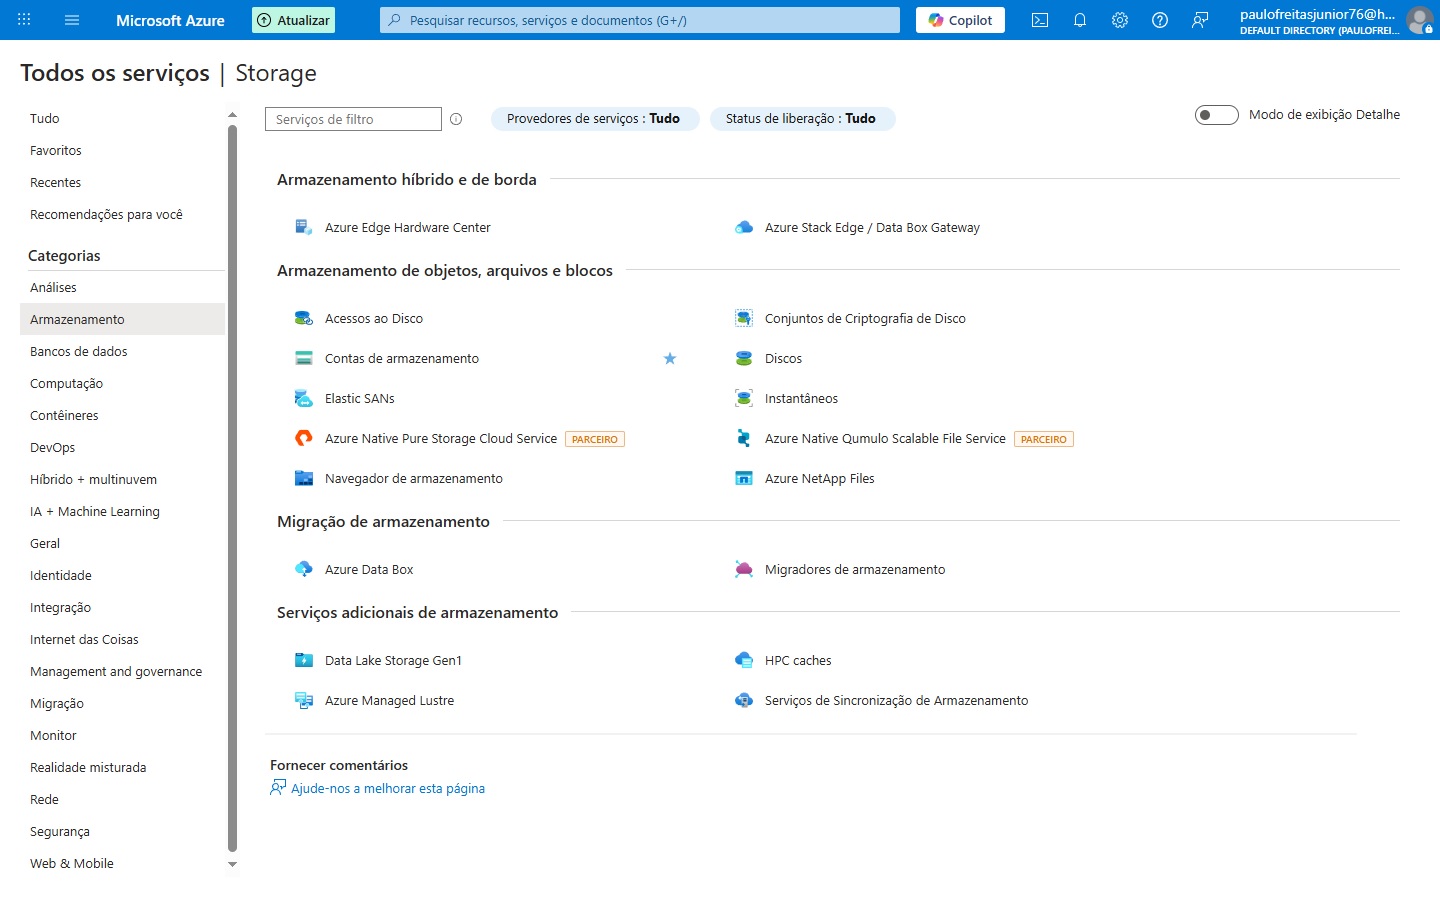 Microsoft Azure
Atualizar
Pesquisar recursos, serviços e documentos (G+/)
Copilot
paulofreitasjunior76@h...
DEFAULT DIRECTORY (PAULOFREI...
Todos os serviços | Storage
Tudo
Favoritos
Recentes
Recomendações para você
Categorias
Análises
Armazenamento
Bancos de dados
Computação
Contêineres
DevOps
Híbrido + multinuvem
IA + Machine Learning
Geral
Identidade
Integração
Internet das Coisas
Management and governance
Migração
Monitor
Realidade misturada
Rede
Segurança
Web & Mobile
Serviços de filtro
Provedores de serviços : Tudo
Status de liberação : Tudo
Modo de exibição Detalhe
Armazenamento híbrido e de borda
Azure Edge Hardware Center
Azure Stack Edge / Data Box Gateway
Armazenamento de objetos, arquivos e blocos
Acessos ao Disco
Conjuntos de Criptografia de Disco
Contas de armazenamento
Discos
Elastic SANs
Instantâneos
Azure Native Pure Storage Cloud Service PARCEIRO
Azure Native Qumulo Scalable File Service PARCEIRO
Navegador de armazenamento
Azure NetApp Files
Migração de armazenamento
Azure Data Box
Migradores de armazenamento
Serviços adicionais de armazenamento
Data Lake Storage Gen1
HPC caches
Azure Managed Lustre
Serviços de Sincronização de Armazenamento
Fornecer comentários
Ajude-nos a melhorar esta página